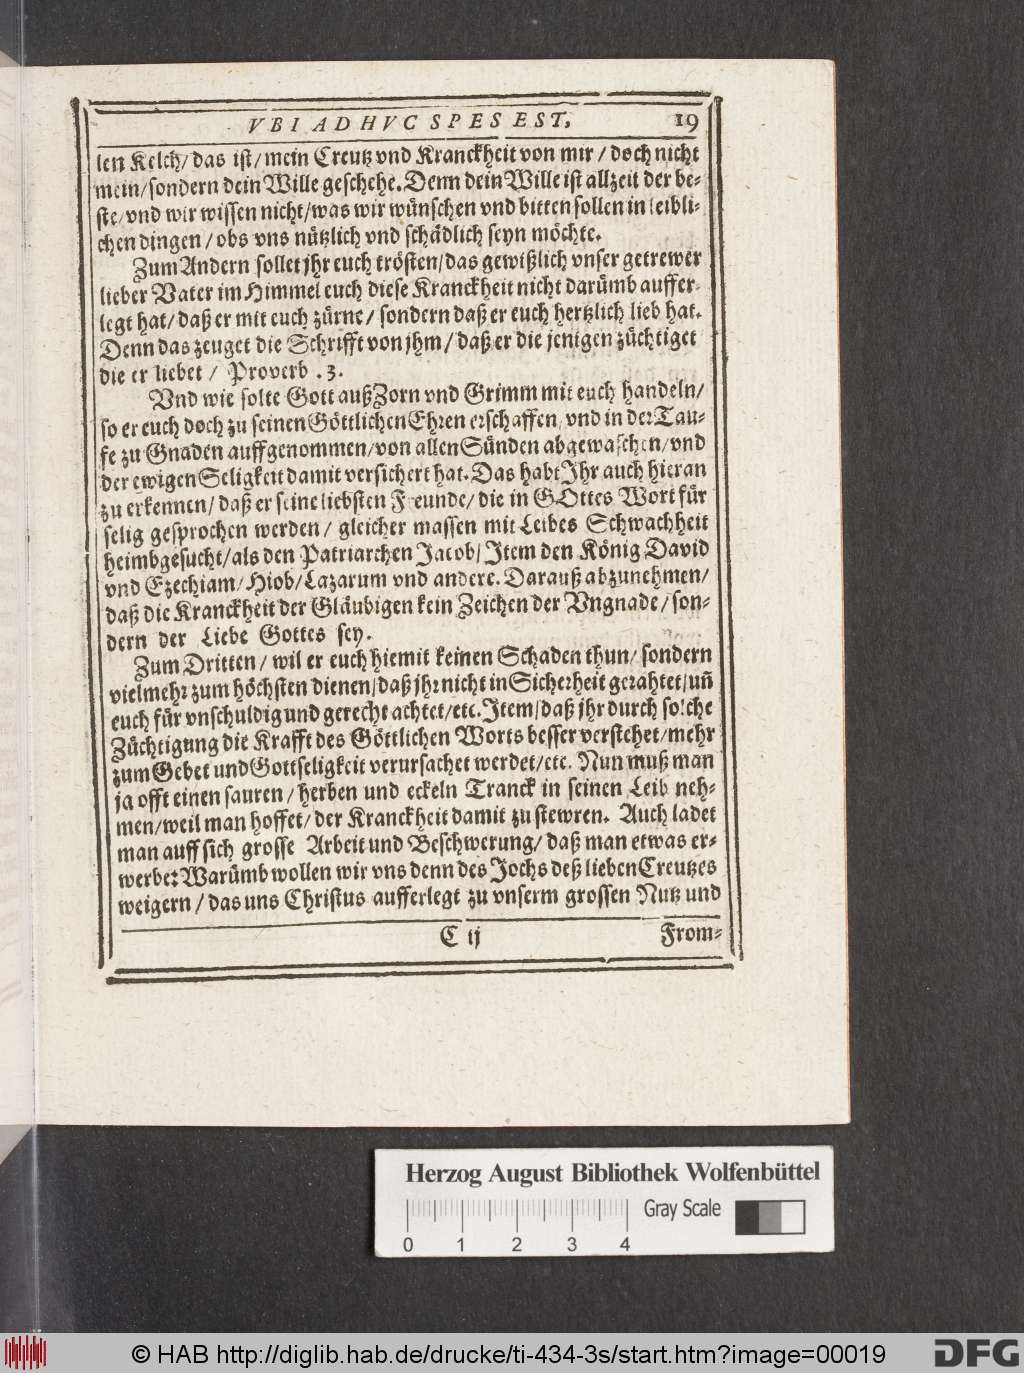 VBI ADHVC SPES EST. 19
len Kelch/ das ist/ mein Creutz vnd Kranckheit von mir / doch nicht
mein/ sondern dein Wille geschehe. Denn dein Wille ist allzeit der be-
ste/ vnd wir wissen nicht/ was wir wünschen vnd bitten sollen in leibli-
chen dingen / obs vns nützlich vnd schädlich seyn möchte.
Zum Andern sollet jhr euch trösten/ das gewißlich vnser getrewer
lieber Vater im Himmel euch diese Kranckheit nicht darümb auffer-
legt hat/ daß er mit euch zürne/ sondern daß er euch hertzlich lieb hat.
Denn das zeuget die Schrifft von jhm/ daß er die jenigen züchtiget
die er liebet / Proverb .3.
Vnd wie solte Gott auß Zorn vnd Grimm mit euch handeln/
so er euch doch zu seinen Göttlichen Ehren erschaffen/ vnd in der Tau-
fe zu Gnaden auffgenommen/ von allen Sünden abgewaschen/ vnd
der ewigen Seligkeit damit versichert hat. Das habt Jhr auch hieran
zu erkennen/ daß er seine liebsten Freunde/ die in GOttes Wort für
selig gesprochen werden/ gleicher massen mit Leibes Schwachheit
heimbgesucht/ als den Patriarchen Jacob/ Jtem den König David
vnd Ezechiam/ Hiob/ Lazarum vnd andere. Darauß abzunehmen/
daß die Kranckheit der Gläubigen kein Zeichen der Vngnade/ son-
dern der Liebe Gottes sey.
Zum Dritten/ wil er euch hiemit keinen Schaden thun/ sondern
vielmehr zum höchsten dienen/ daß jhr nicht in Sicherheit gerahtet/ uñ
euch für vnschuldig und gerecht achtet/ etc. Jtem/ daß jhr durch solche
Züchtigung die Krafft des Göttlichen Worts besser verstehet/ mehr
zum Gebet und Gottseligkeit verursachet werdet/ etc. Nun muß man
ja offt einen sauren/ herben und eckeln Tranck in seinen Leib neh-
men/ weil man hoffet/ der Kranckheit damit zu stewren. Auch ladet
man auff sich grosse Arbeit und Beschwerung/ daß man etwas er-
werbe: Warümb wollen wir vns denn des Jochs deß lieben Creutzes
weigern / das uns Christus aufferlegt zu vnserm grossen Nutz und
C ij From-
Herzog August Bibliothek Wolfenbüttel
Gray Scale
0 1 2 3 4
© HAB http://diglib.hab.de/drucke/ti-434-3s/start.htm?image=00019 DFG